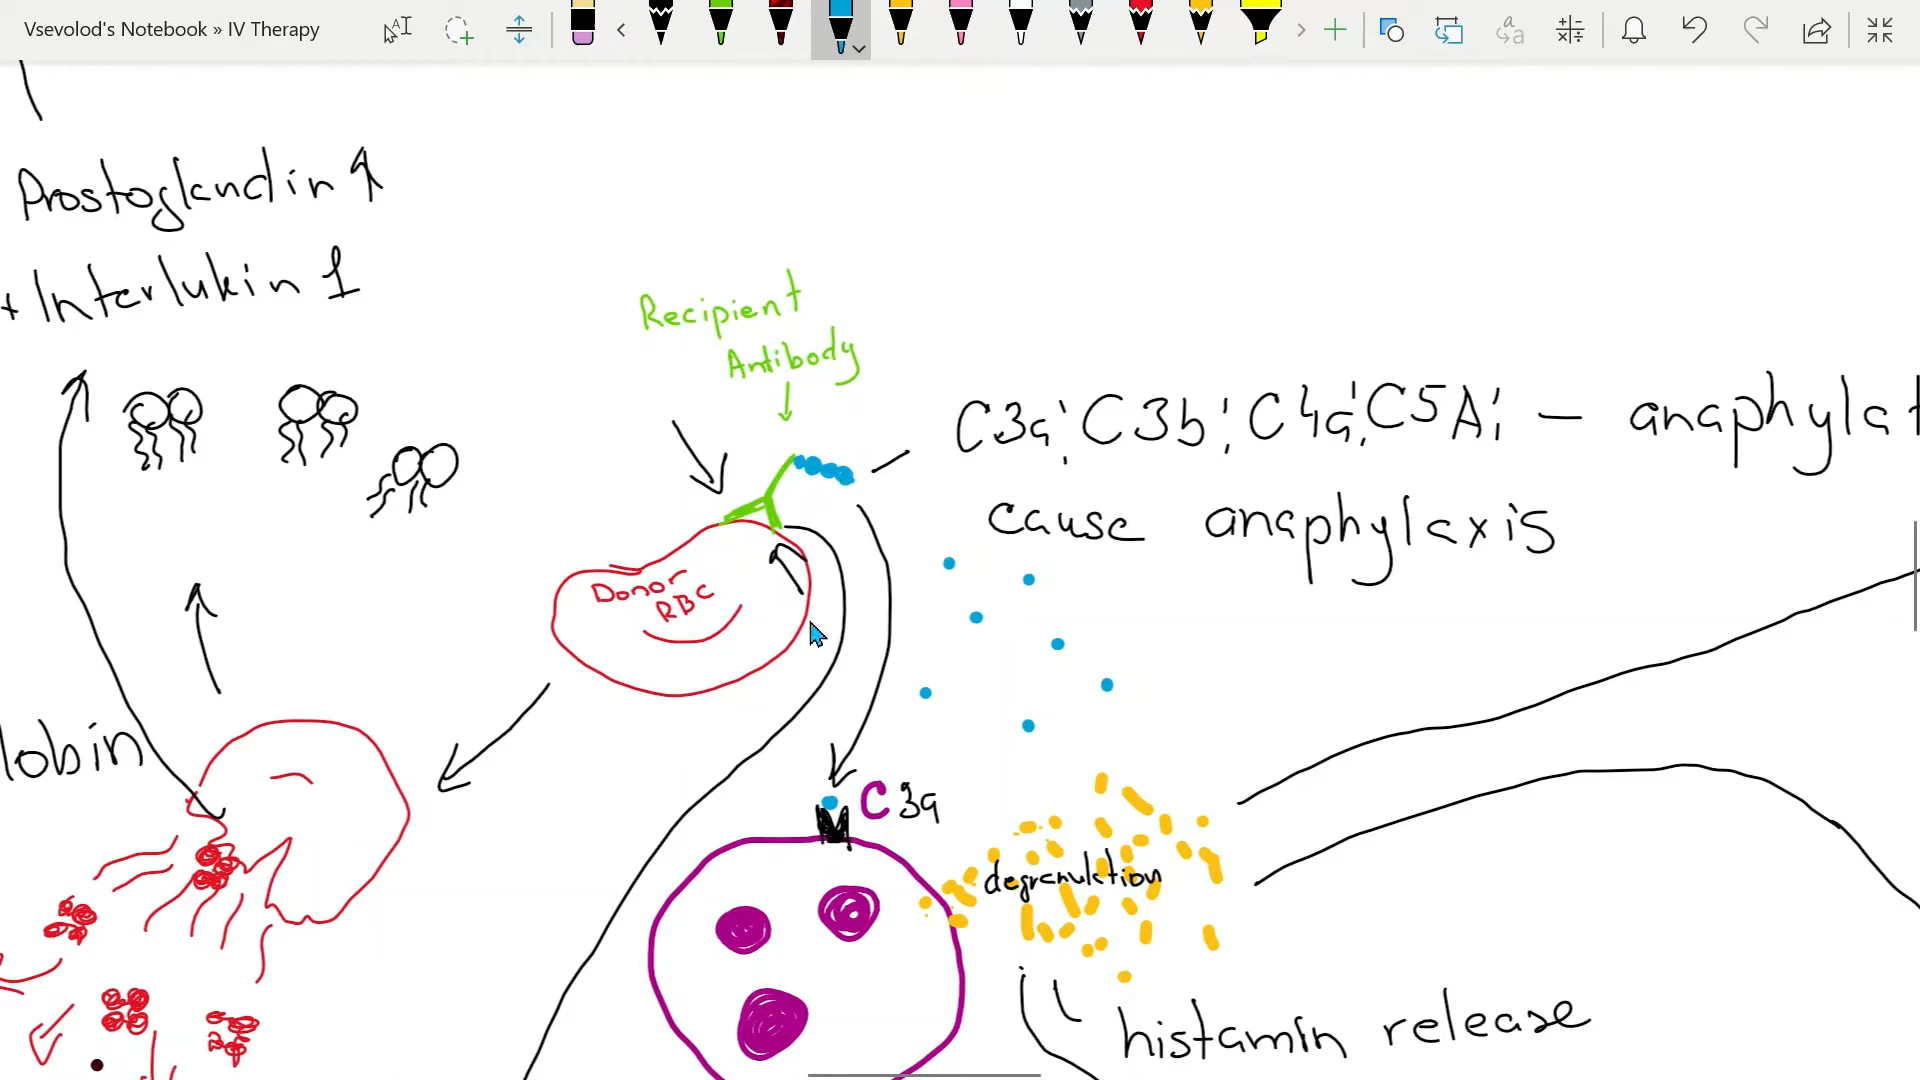 Vsevolod's Notebook » IV Therapy
Prostoglandin
+ Interlukin 1
Recipient
Antibody
C3a; C3b; C4a; C5A; – anaphylat
cause anaphylaxis
Donor
RBC
lobin
C3a
degranulation
histamin release